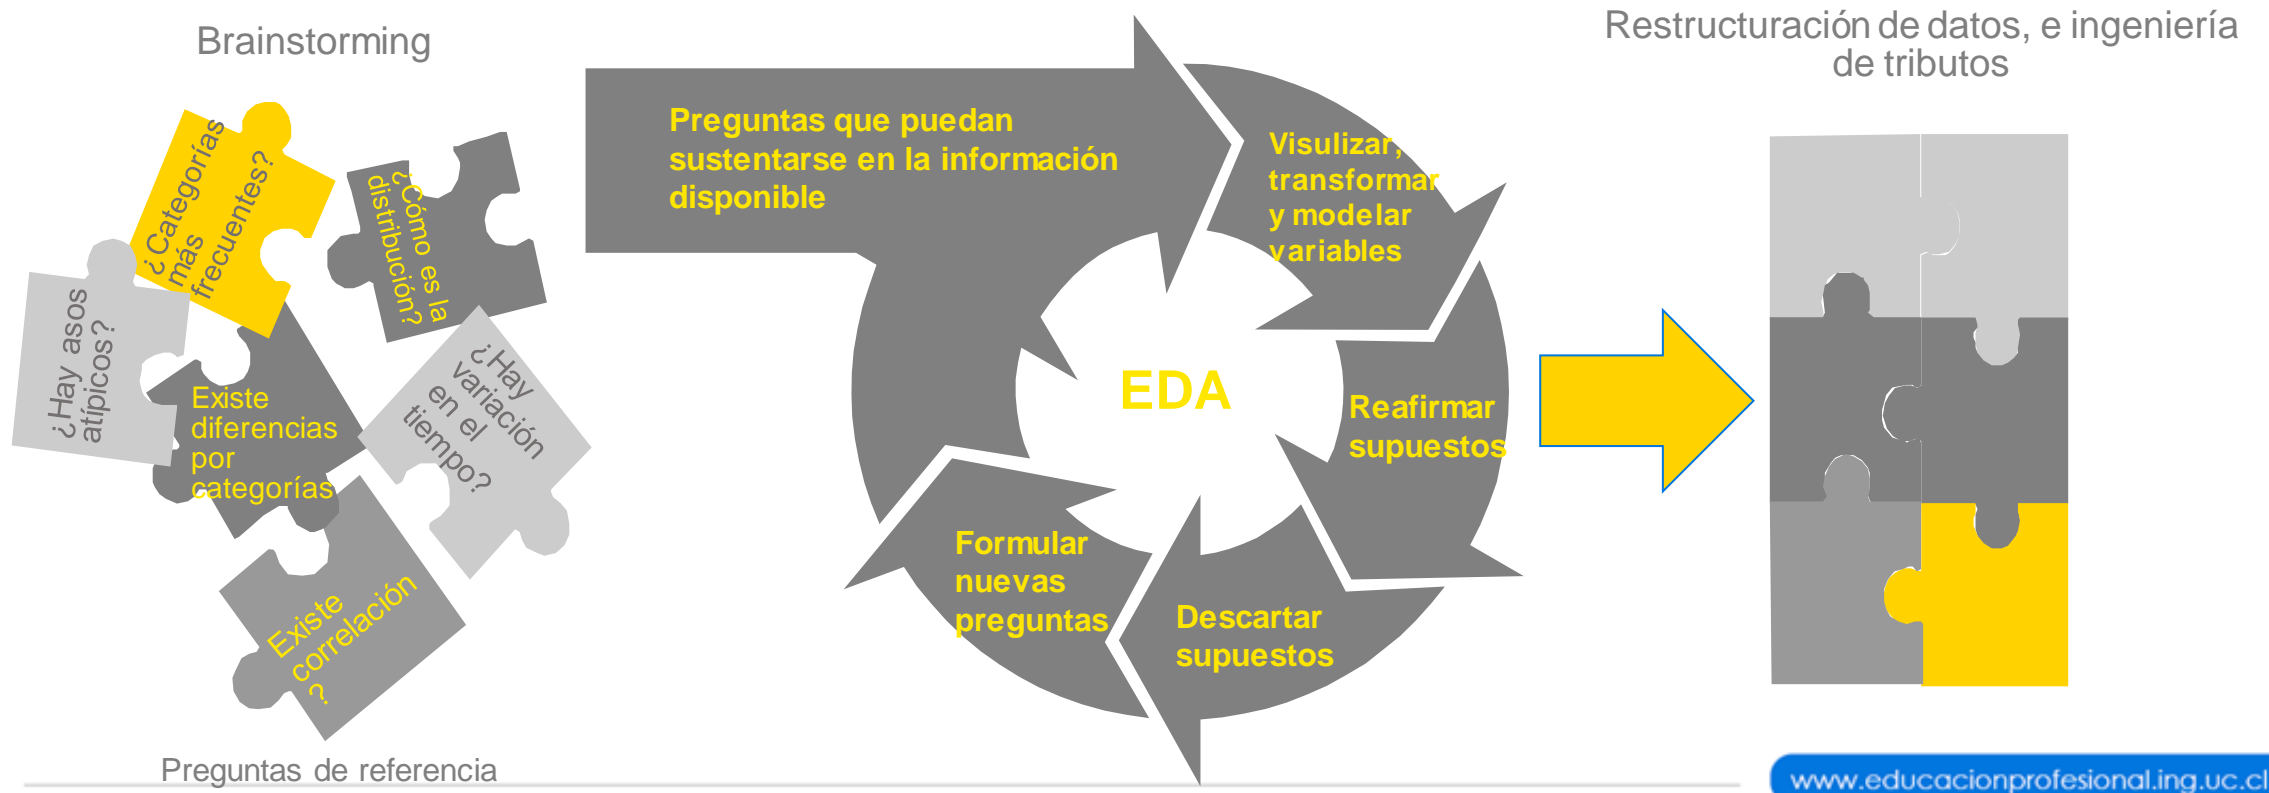 Brainstorming
¿Categorías
más
frecuentes?
¿Cómo es la
distribución?
¿Hay asos
atípicos?
Existe
diferencias
por
categorías
¿Hay
variación
en el
tiempo?
Existe
correlación
?
Preguntas de referencia
Preguntas que puedan
sustentarse en la información
disponible
Visulizar,
transformar
y modelar
variables
Reafirmar
supuestos
Descartar
supuestos
Formular
nuevas
preguntas
EDA
Restructuración de datos, e ingeniería
de tributos
www.educacionprofesional.ing.uc.cl